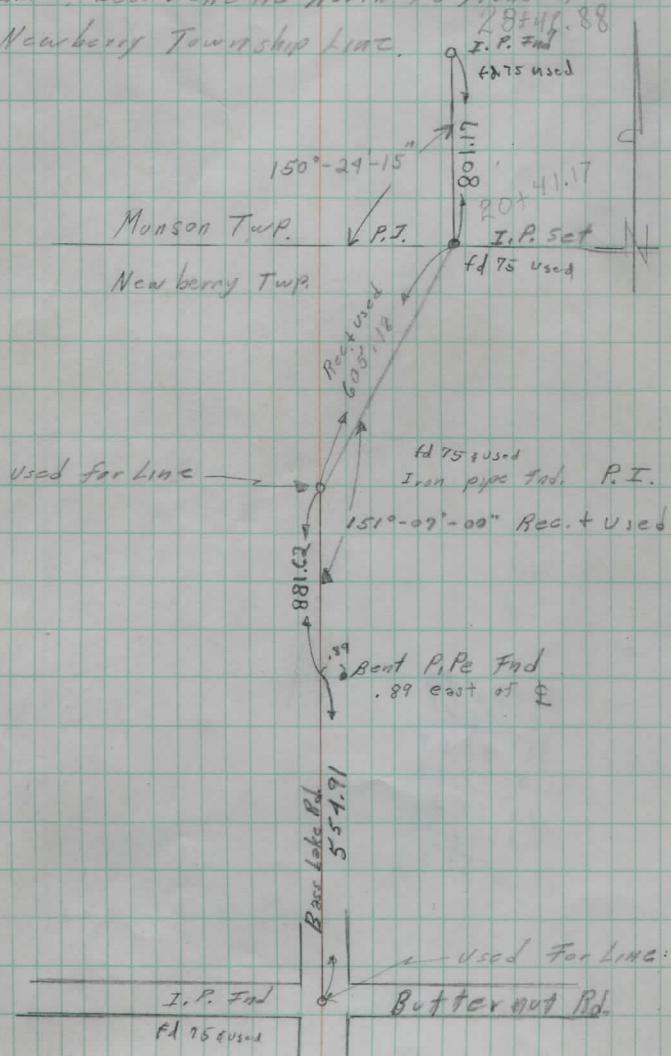 28+42.88
Newberry Township Line.
I.P. Fnd
fd 75 used
801.17
150°-24'-15"
20+41.17
Munson Twp.
P.I.
I.P. set
fd 75 used
Newberry Twp.
N
Rec.+ used
605.18
fd 75 & used
used for Line
Iron pipe Fnd. P.I.
151°-07'-00" Rec.+ used
881.62
.89
Bent P,Pe Fnd
.89 east of ℄
554.91
Bass Lake Rd.
used For Line:
I.P. Fnd
Butternut Rd.
fd 75 & used